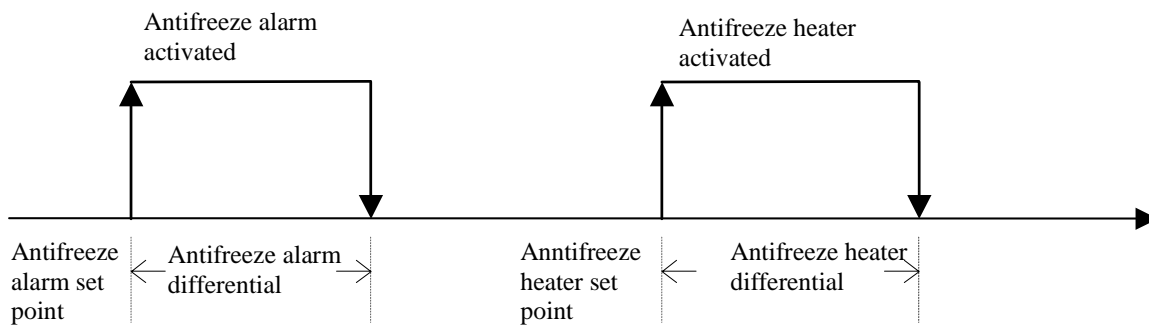 Antifreeze alarm
activated
Antifreeze heater
activated
Antifreeze
alarm set
point
Antifreeze alarm
differential
Anntifreeze
heater set
point
Antifreeze heater
differential